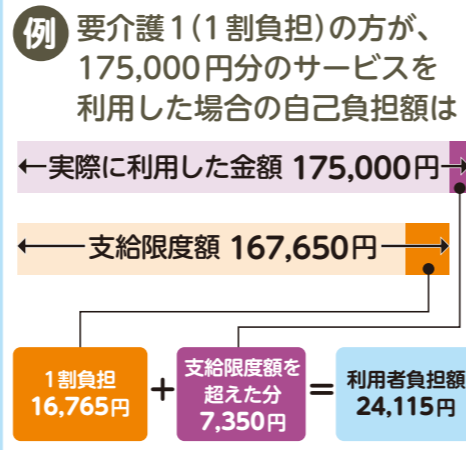 例 要介護1(1割負担)の方が、
175,000円分のサービスを
利用した場合の自己負担額は
実際に利用した金額 175,000円
支給限度額 167,650円
1割負担
16,765円
+
支給限度額を
超えた分
7,350円
=
利用者負担額
24,115円